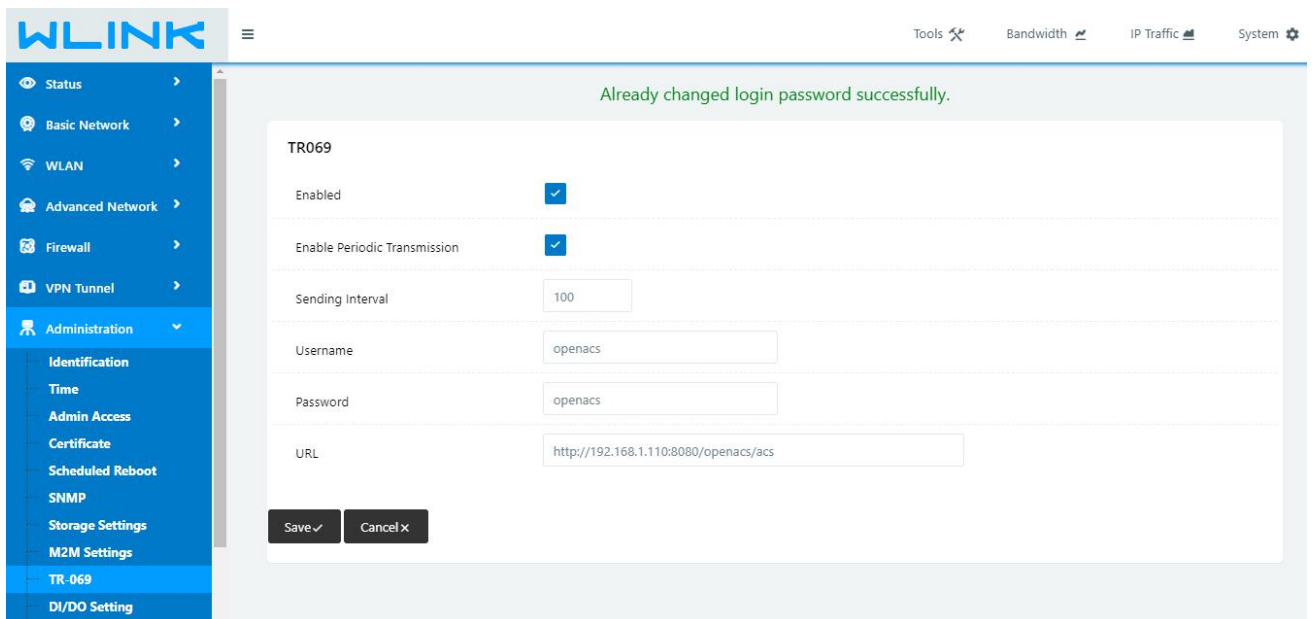 WLINK
Tools
Bandwidth
IP Traffic
System
Status
Basic Network
WLAN
Advanced Network
Firewall
VPN Tunnel
Administration
Identification
Time
Admin Access
Certificate
Scheduled Reboot
SNMP
Storage Settings
M2M Settings
TR-069
DI/DO Setting
Already changed login password successfully.
TR069
Enabled
Enable Periodic Transmission
Sending Interval 100
Username openacs
Password openacs
URL http://192.168.1.110:8080/openacs/acs
Save
Cancel